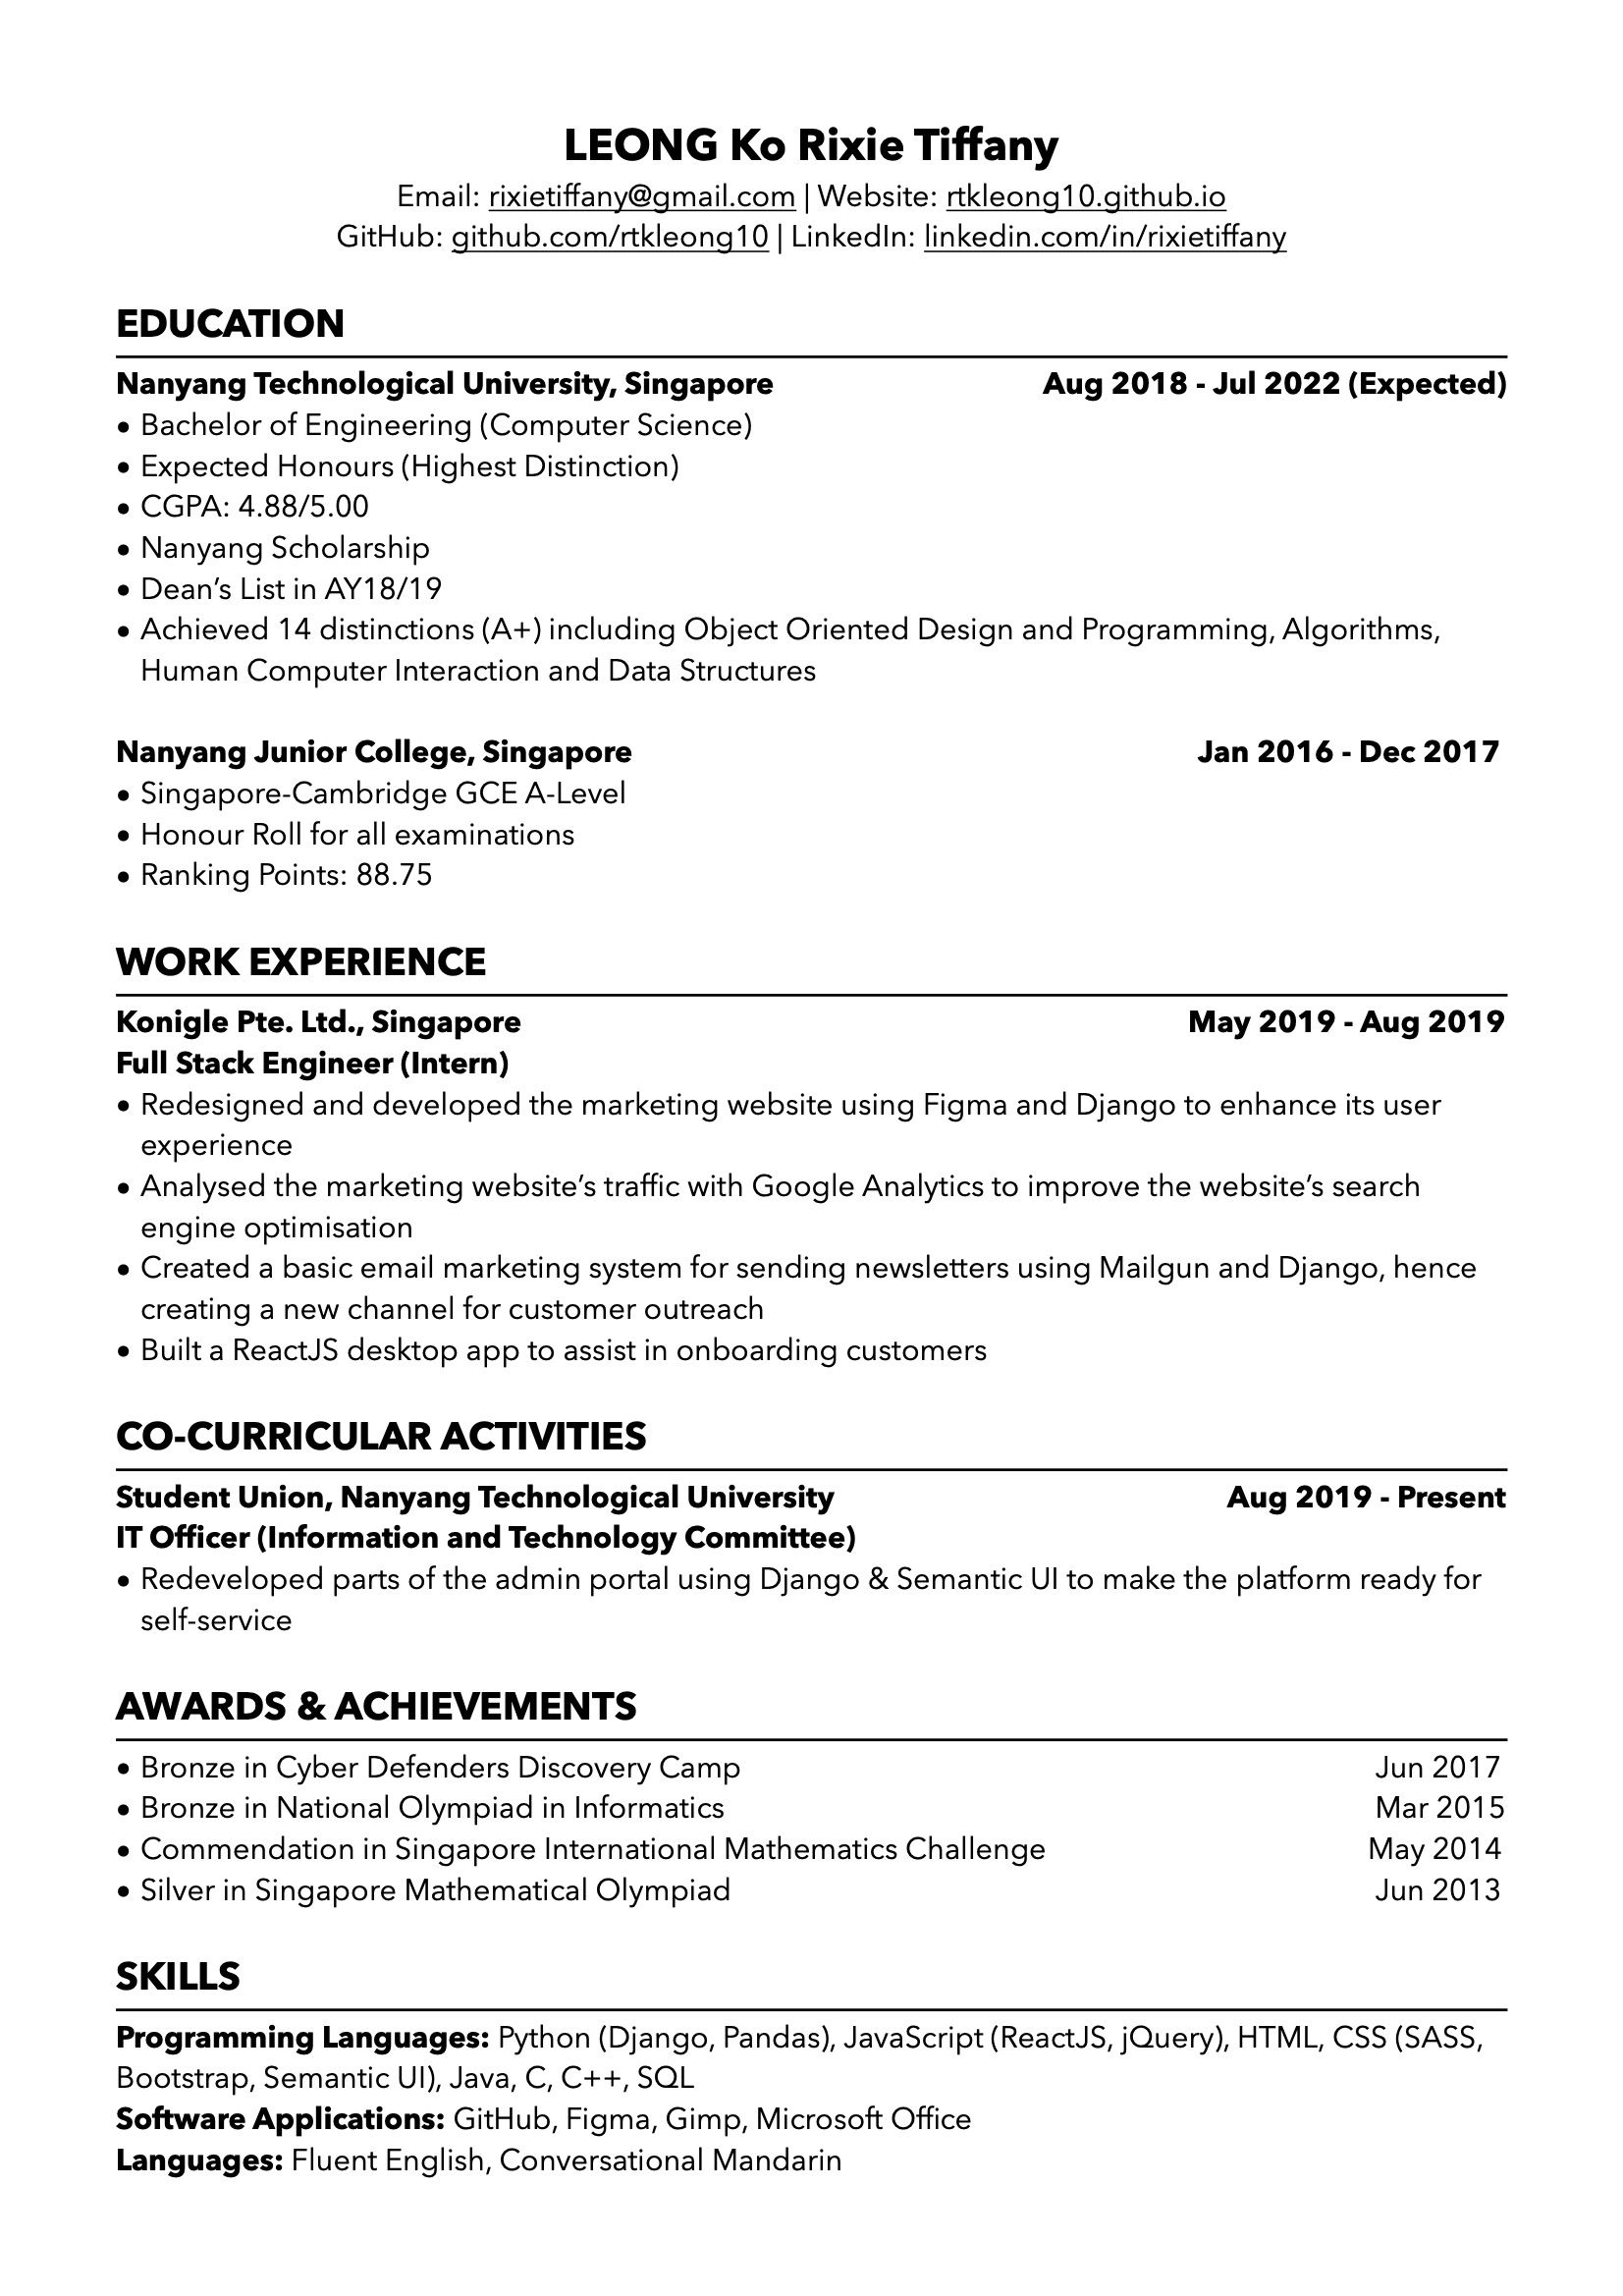 LEONG Ko Rixie Tiffany
Email: rixietiffany@gmail.com | Website: rtkleong10.github.io
GitHub: github.com/rtkleong10 | LinkedIn: linkedin.com/in/rixietiffany
EDUCATION
Nanyang Technological University, Singapore Aug 2018 - Jul 2022 (Expected)
• Bachelor of Engineering (Computer Science)
• Expected Honours (Highest Distinction)
• CGPA: 4.88/5.00
• Nanyang Scholarship
• Dean’s List in AY18/19
• Achieved 14 distinctions (A+) including Object Oriented Design and Programming, Algorithms,
Human Computer Interaction and Data Structures
Nanyang Junior College, Singapore Jan 2016 - Dec 2017
• Singapore-Cambridge GCE A-Level
• Honour Roll for all examinations
• Ranking Points: 88.75
WORK EXPERIENCE
Konigle Pte. Ltd., Singapore May 2019 - Aug 2019
Full Stack Engineer (Intern)
• Redesigned and developed the marketing website using Figma and Django to enhance its user
experience
• Analysed the marketing website’s traffic with Google Analytics to improve the website’s search
engine optimisation
• Created a basic email marketing system for sending newsletters using Mailgun and Django, hence
creating a new channel for customer outreach
• Built a ReactJS desktop app to assist in onboarding customers
CO-CURRICULAR ACTIVITIES
Student Union, Nanyang Technological University Aug 2019 - Present
IT Officer (Information and Technology Committee)
• Redeveloped parts of the admin portal using Django & Semantic UI to make the platform ready for
self-service
AWARDS & ACHIEVEMENTS
• Bronze in Cyber Defenders Discovery Camp Jun 2017
• Bronze in National Olympiad in Informatics Mar 2015
• Commendation in Singapore International Mathematics Challenge May 2014
• Silver in Singapore Mathematical Olympiad Jun 2013
SKILLS
Programming Languages: Python (Django, Pandas), JavaScript (ReactJS, jQuery), HTML, CSS (SASS,
Bootstrap, Semantic UI), Java, C, C++, SQL
Software Applications: GitHub, Figma, Gimp, Microsoft Office
Languages: Fluent English, Conversational Mandarin